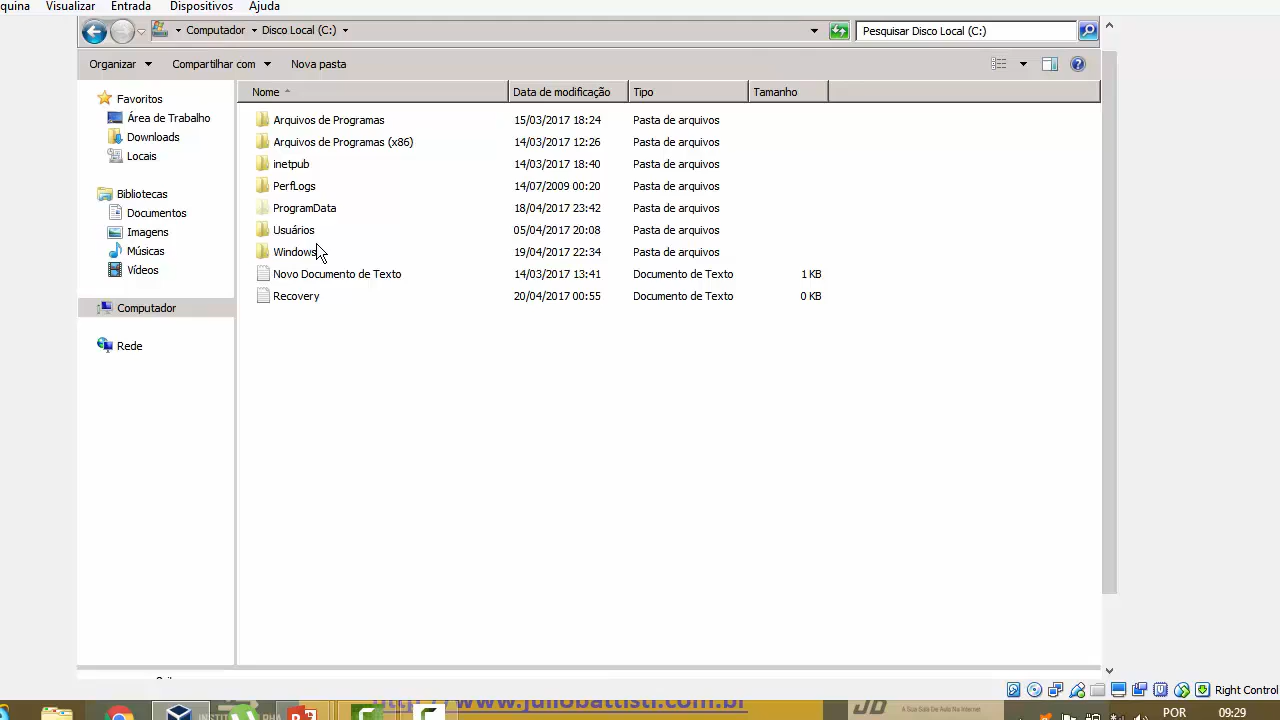 quina Visualizar Entrada Dispositivos Ajuda
Computador Disco Local (C:) Pesquisar Disco Local (C:)
Organizar Compartilhar com Nova pasta
Nome Data de modificação Tipo Tamanho
Favoritos
Área de Trabalho
Downloads
Locais
Bibliotecas
Documentos
Imagens
Músicas
Vídeos
Computador
Rede
Arquivos de Programas 15/03/2017 18:24 Pasta de arquivos
Arquivos de Programas (x86) 14/03/2017 12:26 Pasta de arquivos
inetpub 14/03/2017 18:40 Pasta de arquivos
PerfLogs 14/07/2009 00:20 Pasta de arquivos
ProgramData 18/04/2017 23:42 Pasta de arquivos
Usuários 05/04/2017 20:08 Pasta de arquivos
Windows 19/04/2017 22:34 Pasta de arquivos
Novo Documento de Texto 14/03/2017 13:41 Documento de Texto 1 KB
Recovery 20/04/2017 00:55 Documento de Texto 0 KB
Right Control
http://www.juliobattisti.com.br
A Sua Sala De Aula Na Internet
POR 09:29